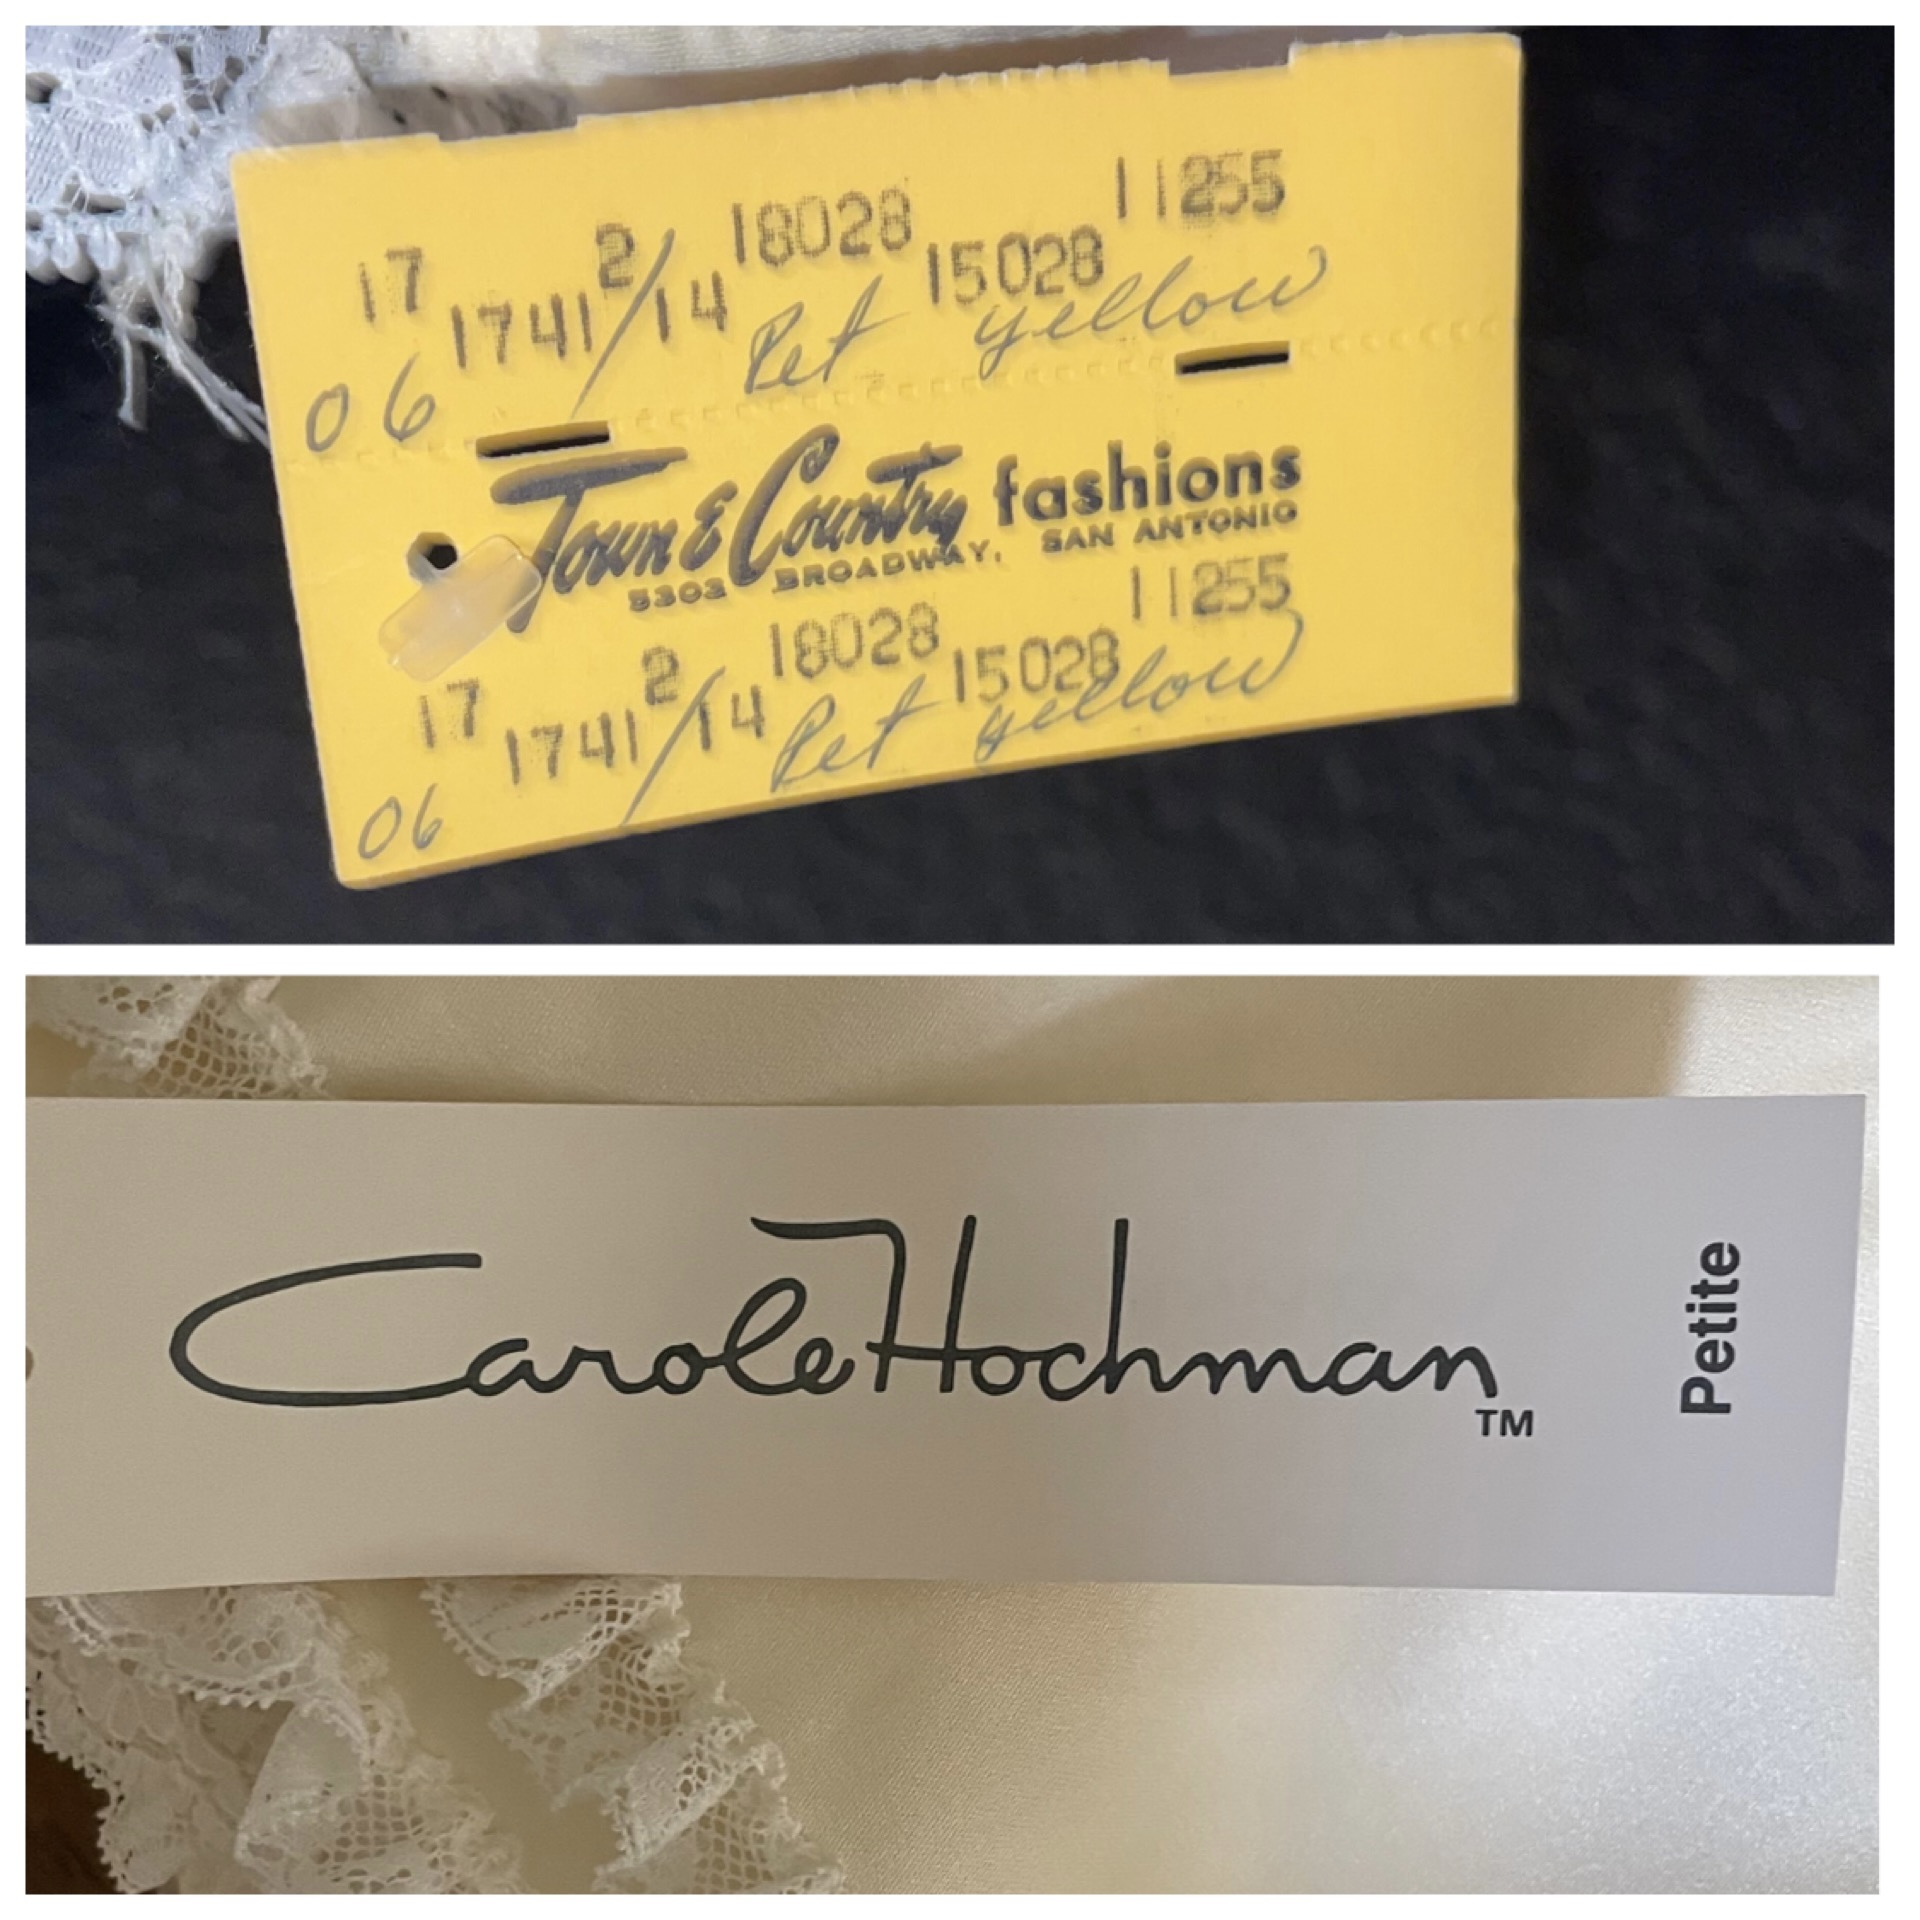 17 1741 2/14 18028 15028 11255
06 Pet yellow
Town & Country fashions
5303 BROADWAY, SAN ANTONIO
17 1741 2/14 18028 15028 11255
06 Pet yellow
Carole Hochman TM
Petite